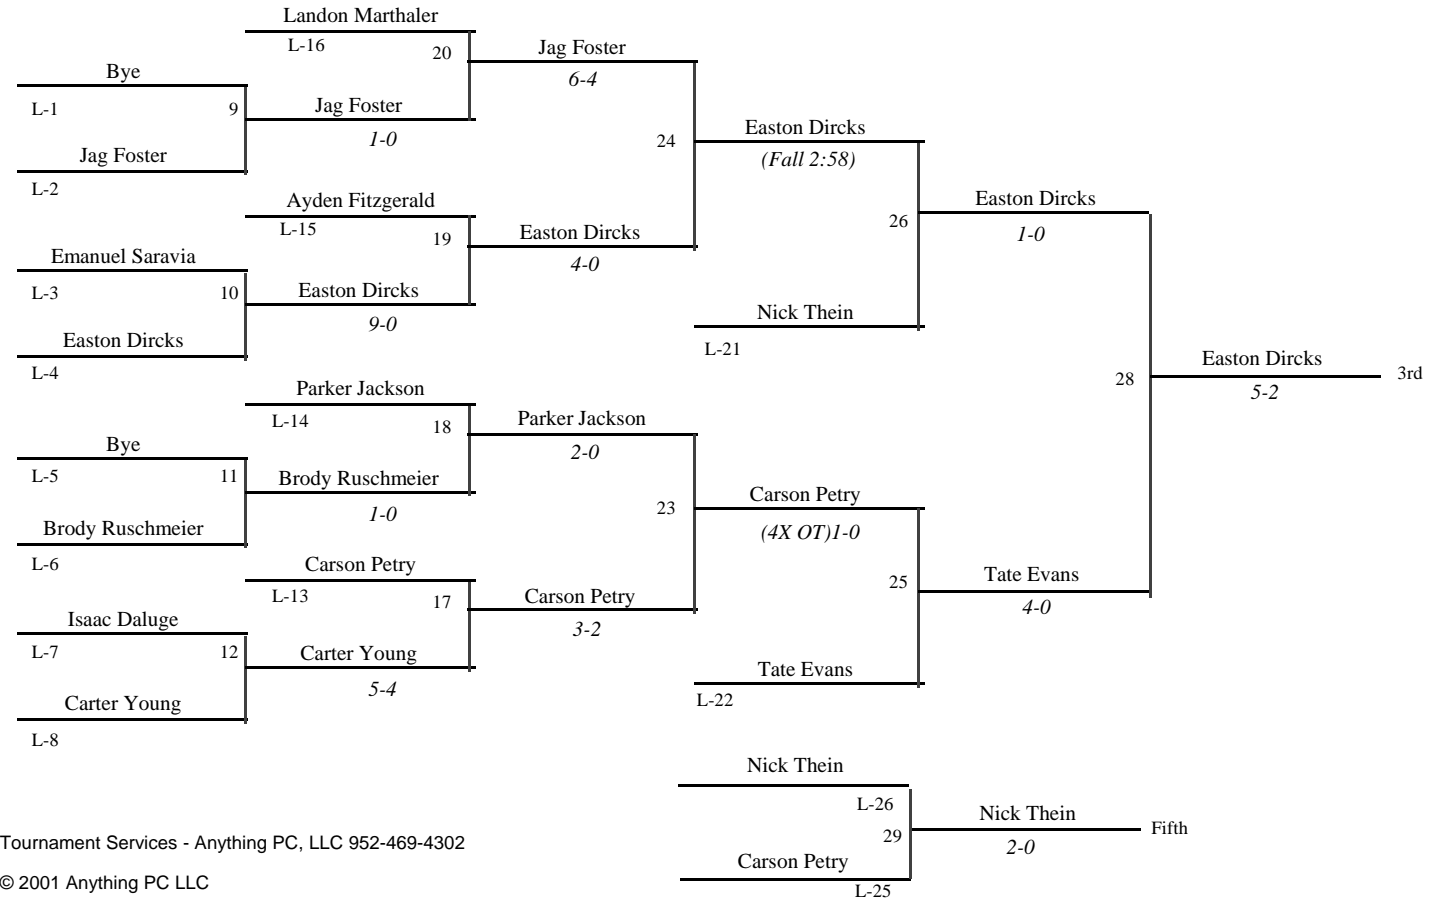 Landon Marthaler
L-16
20
Jag Foster
6-4
Bye
L-1
9
Jag Foster
1-0
Jag Foster
L-2
24
Easton Dircks
(Fall 2:58)
Ayden Fitzgerald
L-15
19
Easton Dircks
4-0
Emanuel Saravia
L-3
10
Easton Dircks
9-0
Easton Dircks
L-4
26
Easton Dircks
1-0
Nick Thein
L-21
Parker Jackson
L-14
18
Parker Jackson
2-0
Bye
L-5
11
Brody Ruschmeier
1-0
Brody Ruschmeier
L-6
23
Carson Petry
(4X OT)1-0
28
Easton Dircks
5-2
3rd
Carson Petry
L-13
17
Carson Petry
3-2
Isaac Daluge
L-7
12
Carter Young
5-4
Carter Young
L-8
25
Tate Evans
4-0
Tate Evans
L-22
Nick Thein
L-26
29
Nick Thein
2-0
Fifth
Carson Petry
L-25
Tournament Services - Anything PC, LLC 952-469-4302
© 2001 Anything PC LLC